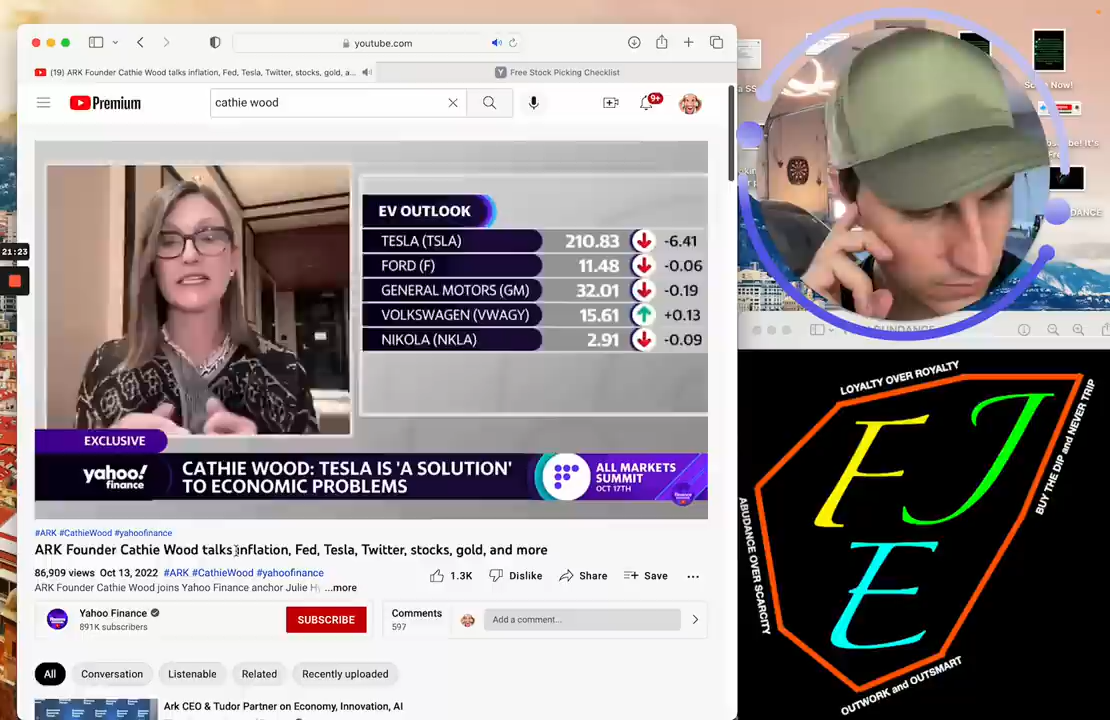 youtube.com
(19) ARK Founder Cathie Wood talks inflation, Fed, Tesla, Twitter, stocks, gold, a...
Free Stock Picking Checklist
Premium
cathie wood
9+
21:23
EV OUTLOOK
TESLA (TSLA) 210.83 -6.41
FORD (F) 11.48 -0.06
GENERAL MOTORS (GM) 32.01 -0.19
VOLKSWAGEN (VWAGY) 15.61 +0.13
NIKOLA (NKLA) 2.91 -0.09
EXCLUSIVE
yahoo!
finance
CATHIE WOOD: TESLA IS 'A SOLUTION'
TO ECONOMIC PROBLEMS
ALL MARKETS
SUMMIT
OCT 17TH
#ARK #CathieWood #yahoofinance
ARK Founder Cathie Wood talks inflation, Fed, Tesla, Twitter, stocks, gold, and more
86,909 views Oct 13, 2022 #ARK #CathieWood #yahoofinance
1.3K
Dislike
Share
Save
ARK Founder Cathie Wood joins Yahoo Finance anchor Julie H ...more
Yahoo Finance
891K subscribers
SUBSCRIBE
Comments
597
Add a comment...
All
Conversation
Listenable
Related
Recently uploaded
Ark CEO & Tudor Partner on Economy, Innovation, AI
LOYALTY OVER ROYALTY
BUY THE DIP and NEVER TRIP
ABUDANCE OVER SCARCITY
OUTWORK and OUTSMART
F J
E